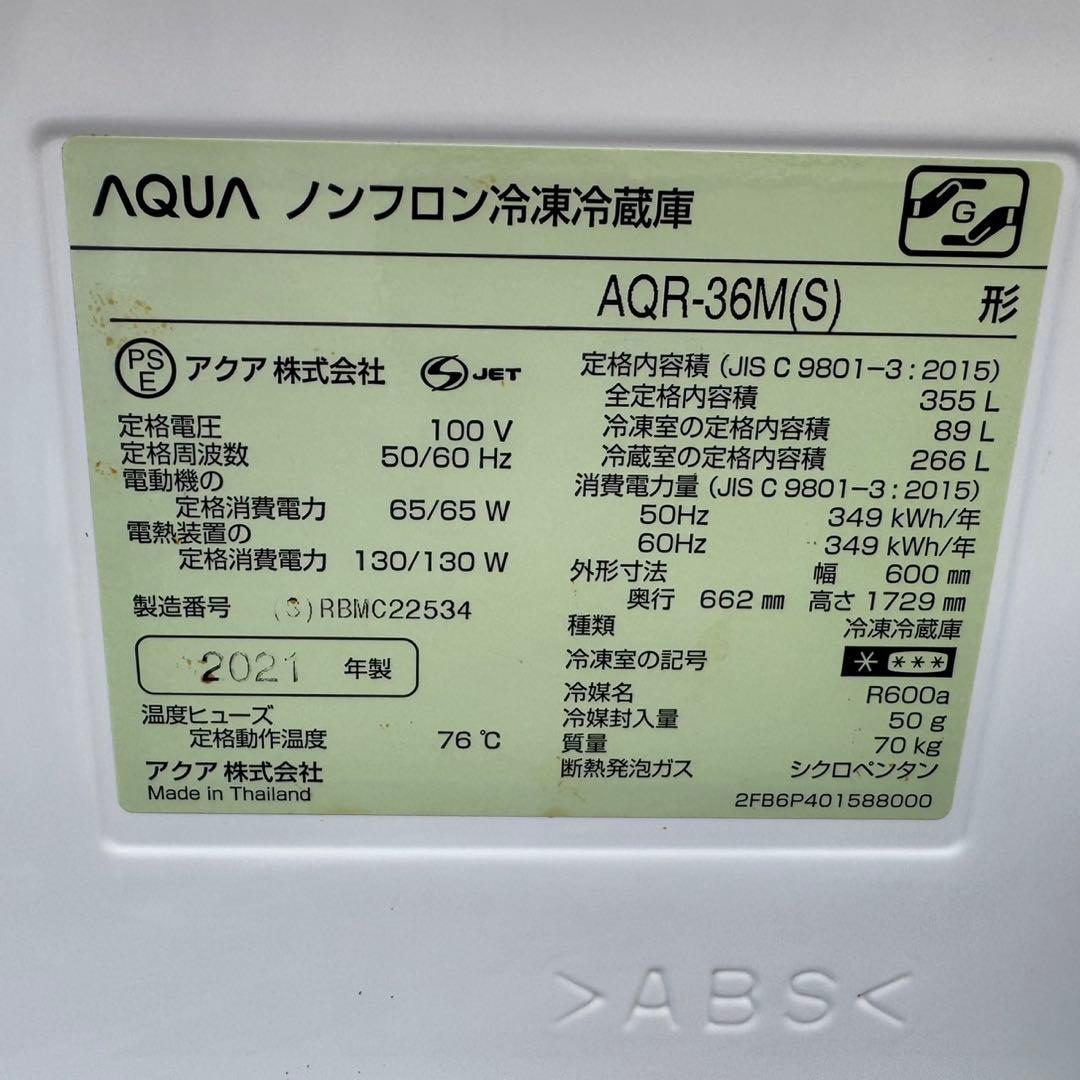 AQUA ノンフロン冷凍冷蔵庫
G
AQR-36M(S) 形
PSE アクア株式会社 S JET
定格電圧 100 V
定格周波数 50/60 Hz
電動機の
定格消費電力 65/65 W
電熱装置の
定格消費電力 130/130 W
製造番号 (S)RBMC22534
2021 年製
温度ヒューズ
定格動作温度 76 ℃
アクア株式会社
Made in Thailand
定格内容積 (JIS C 9801-3:2015)
全定格内容積 355 L
冷凍室の定格内容積 89 L
冷蔵室の定格内容積 266 L
消費電力量 (JIS C 9801-3:2015)
50Hz 349 kWh/年
60Hz 349 kWh/年
外形寸法 幅 600 mm
奥行 662 mm 高さ 1729 mm
種類 冷凍冷蔵庫
冷凍室の記号 * ***
冷媒名 R600a
冷媒封入量 50 g
質量 70 kg
断熱発泡ガス シクロペンタン
2FB6P401588000
>ABS<